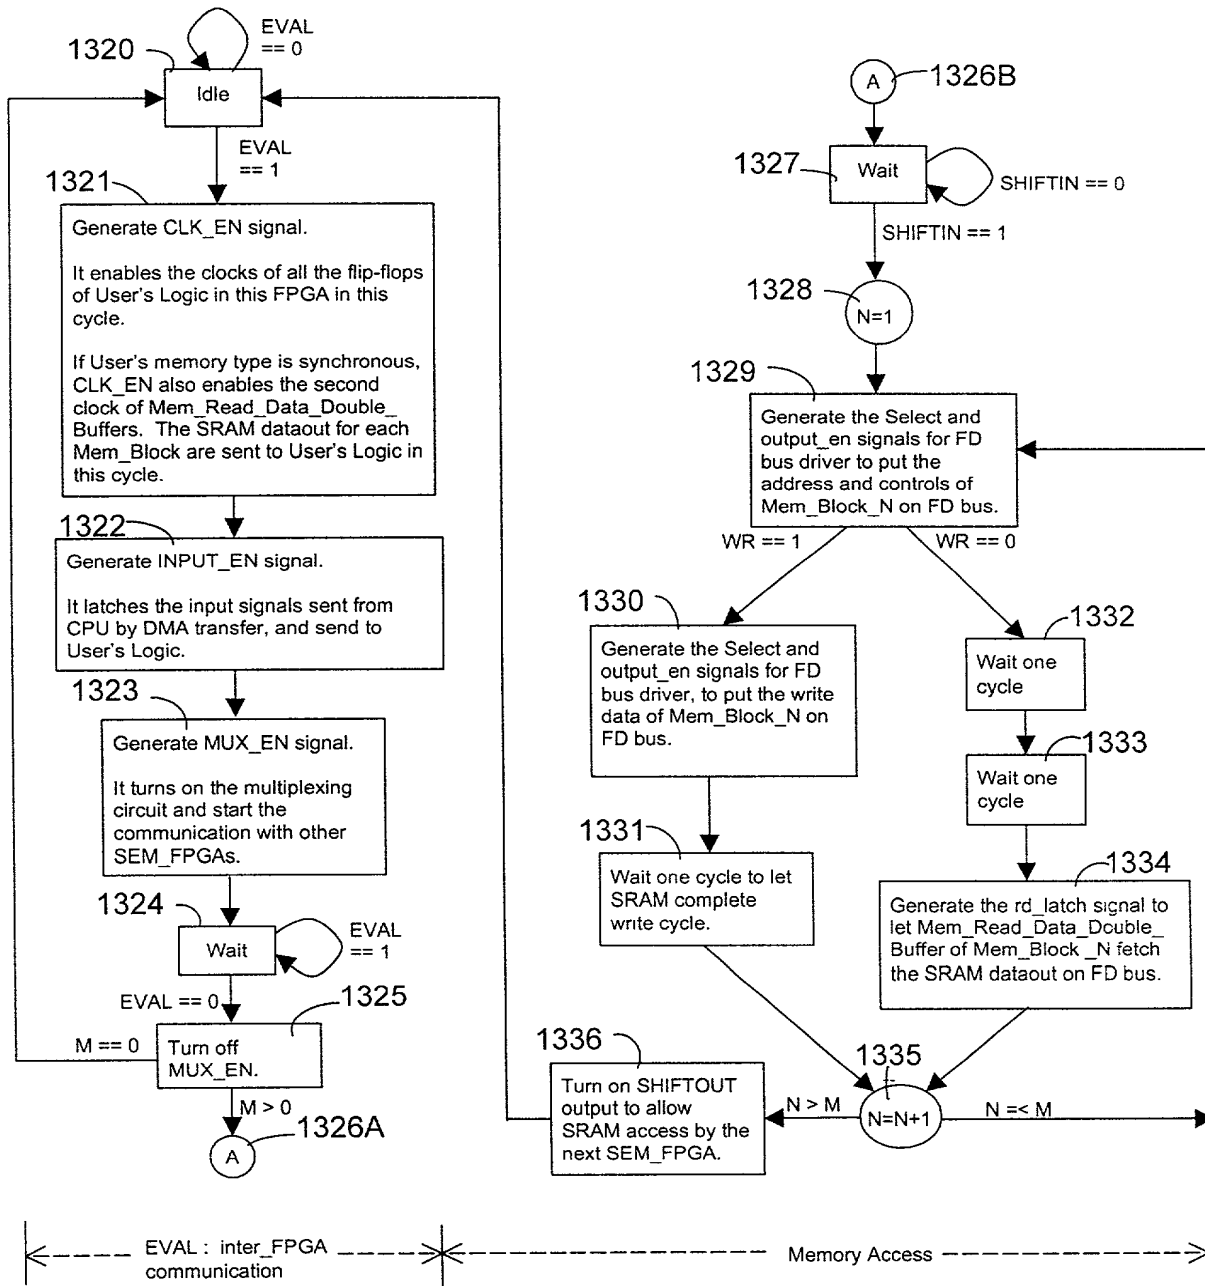 1320
EVAL
== 0
Idle
EVAL
== 1
1321
Generate CLK_EN signal.
It enables the clocks of all the flip-flops
of User's Logic in this FPGA in this
cycle.
If User's memory type is synchronous,
CLK_EN also enables the second
clock of Mem_Read_Data_Double_
Buffers. The SRAM dataout for each
Mem_Block are sent to User's Logic in
this cycle.
1322
Generate INPUT_EN signal.
It latches the input signals sent from
CPU by DMA transfer, and send to
User's Logic.
1323
Generate MUX_EN signal.
It turns on the multiplexing
circuit and start the
communication with other
SEM_FPGAs.
1324
Wait
EVAL
== 1
EVAL == 0
1325
M == 0
Turn off
MUX_EN.
M > 0
1326A
A
A
1326B
1327
Wait
SHIFTIN == 0
SHIFTIN == 1
1328
N=1
1329
Generate the Select and
output_en signals for FD
bus driver to put the
address and controls of
Mem_Block_N on FD bus.
WR == 1
WR == 0
1330
Generate the Select and
output_en signals for FD
bus driver, to put the write
data of Mem_Block_N on
FD bus.
1331
Wait one cycle to let
SRAM complete
write cycle.
1332
Wait one
cycle
1333
Wait one
cycle
1334
Generate the rd_latch signal to
let Mem_Read_Data_Double_
Buffer of Mem_Block _N fetch
the SRAM dataout on FD bus.
1335
N=N+1
N > M
N =< M
1336
Turn on SHIFTOUT
output to allow
SRAM access by the
next SEM_FPGA.
EVAL : inter_FPGA
communication
Memory Access